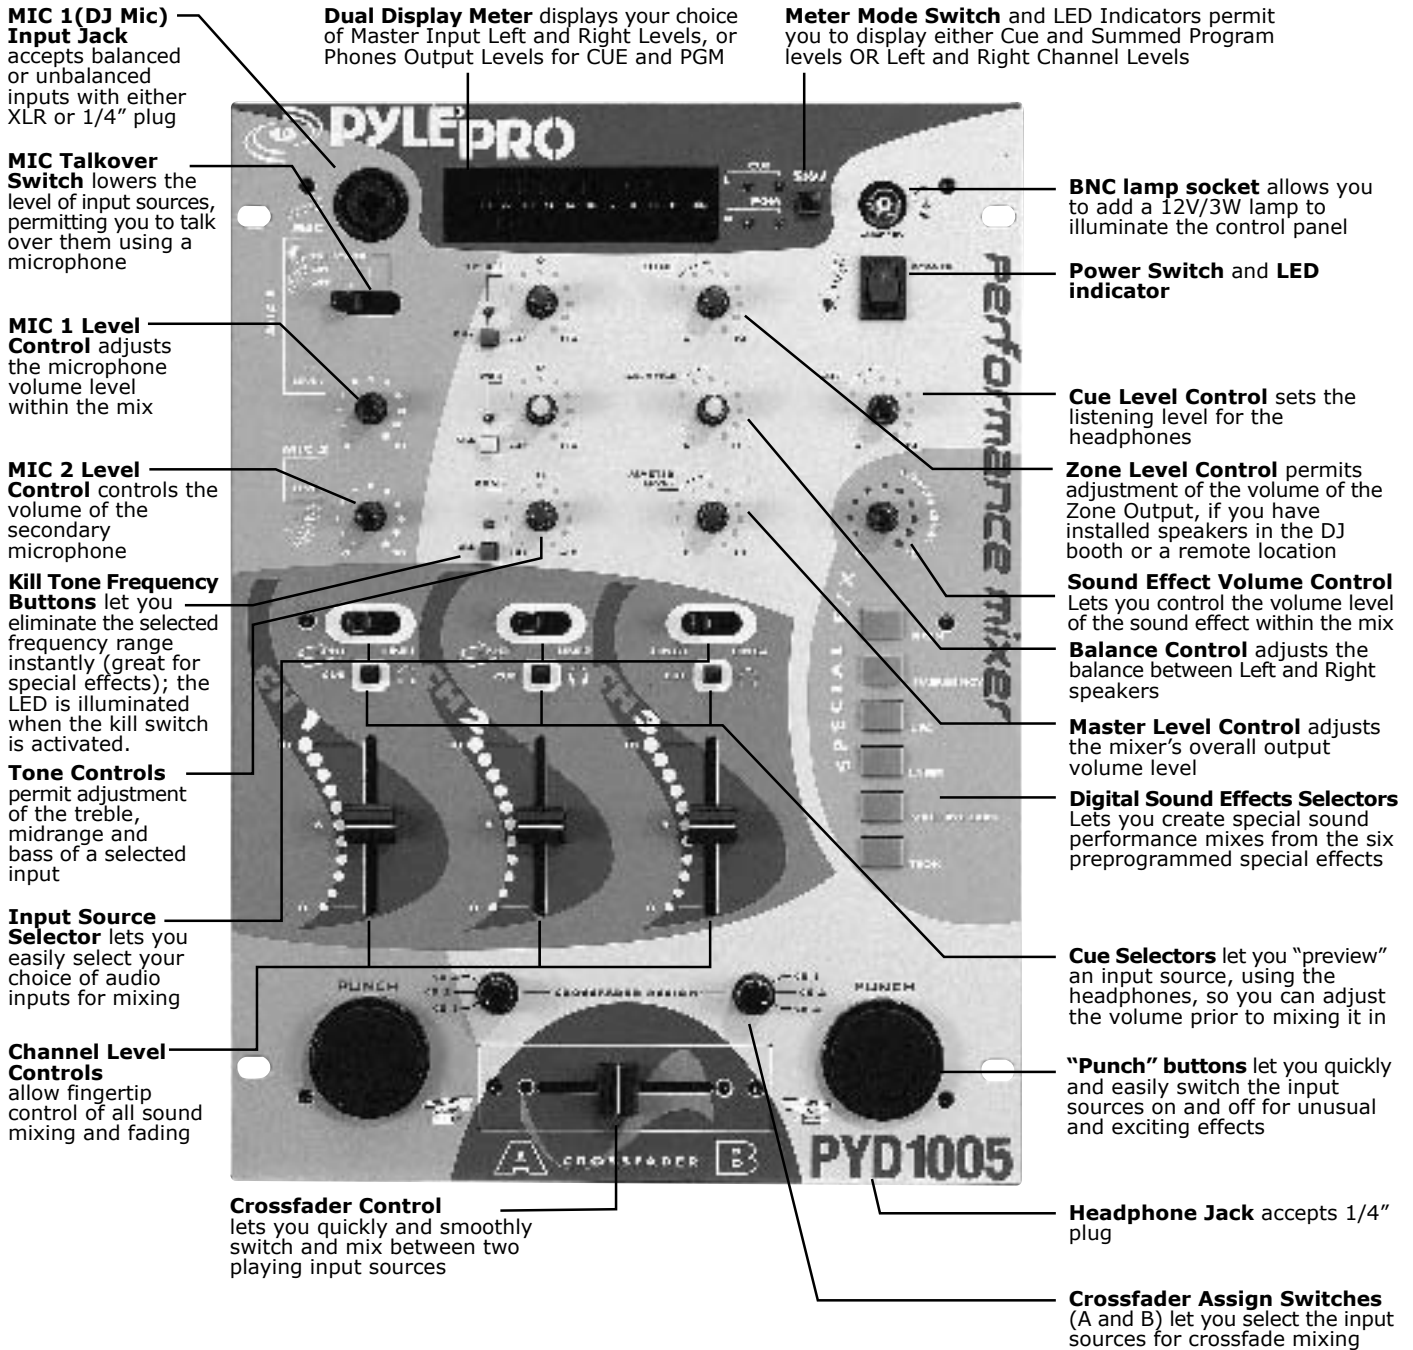 MIC 1(DJ Mic)
Input Jack
accepts balanced
or unbalanced
inputs with either
XLR or 1/4” plug
Dual Display Meter displays your choice
of Master Input Left and Right Levels, or
Phones Output Levels for CUE and PGM
Meter Mode Switch and LED Indicators permit
you to display either Cue and Summed Program
levels OR Left and Right Channel Levels
MIC Talkover
Switch lowers the
level of input sources,
permitting you to talk
over them using a
microphone
MIC 1 Level
Control adjusts
the microphone
volume level
within the mix
MIC 2 Level
Control controls the
volume of the
secondary
microphone
Kill Tone Frequency
Buttons let you
eliminate the selected
frequency range
instantly (great for
special effects); the
LED is illuminated
when the kill switch
is activated.
Tone Controls
permit adjustment
of the treble,
midrange and
bass of a selected
input
Input Source
Selector lets you
easily select your
choice of audio
inputs for mixing
Channel Level
Controls
allow fingertip
control of all sound
mixing and fading
PYLE PRO
CUE
L
PGM
R
MIC 2
MASTER
LEVEL
performance mixer
SPECIAL F/X
PUNCH
CROSSFADER ASSIGN
PUNCH
A CROSSFADER B
PYD1005
BNC lamp socket allows you
to add a 12V/3W lamp to
illuminate the control panel
Power Switch and LED
indicator
Cue Level Control sets the
listening level for the
headphones
Zone Level Control permits
adjustment of the volume of the
Zone Output, if you have
installed speakers in the DJ
booth or a remote location
Sound Effect Volume Control
Lets you control the volume level
of the sound effect within the mix
Balance Control adjusts the
balance between Left and Right
speakers
Master Level Control adjusts
the mixer’s overall output
volume level
Digital Sound Effects Selectors
Lets you create special sound
performance mixes from the six
preprogrammed special effects
Cue Selectors let you “preview”
an input source, using the
headphones, so you can adjust
the volume prior to mixing it in
“Punch” buttons let you quickly
and easily switch the input
sources on and off for unusual
and exciting effects
Headphone Jack accepts 1/4”
plug
Crossfader Assign Switches
(A and B) let you select the input
sources for crossfade mixing
Crossfader Control
lets you quickly and smoothly
switch and mix between two
playing input sources